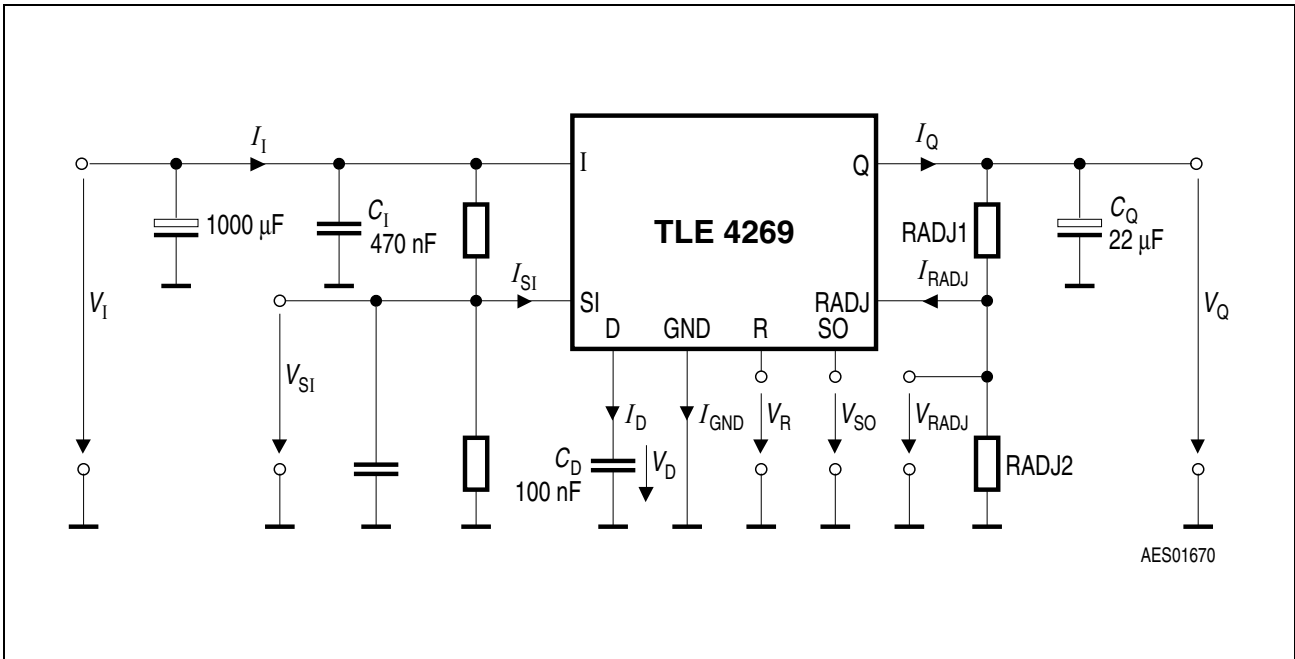 I_I
I_Q
I
Q
1000 µF
C_I
470 nF
TLE 4269
RADJ1
C_Q
22 µF
I_SI
I_RADJ
SI
RADJ
D
GND
R
SO
V_I
V_SI
V_Q
I_D
I_GND
V_R
V_SO
V_RADJ
C_D
100 nF
V_D
RADJ2
AES01670